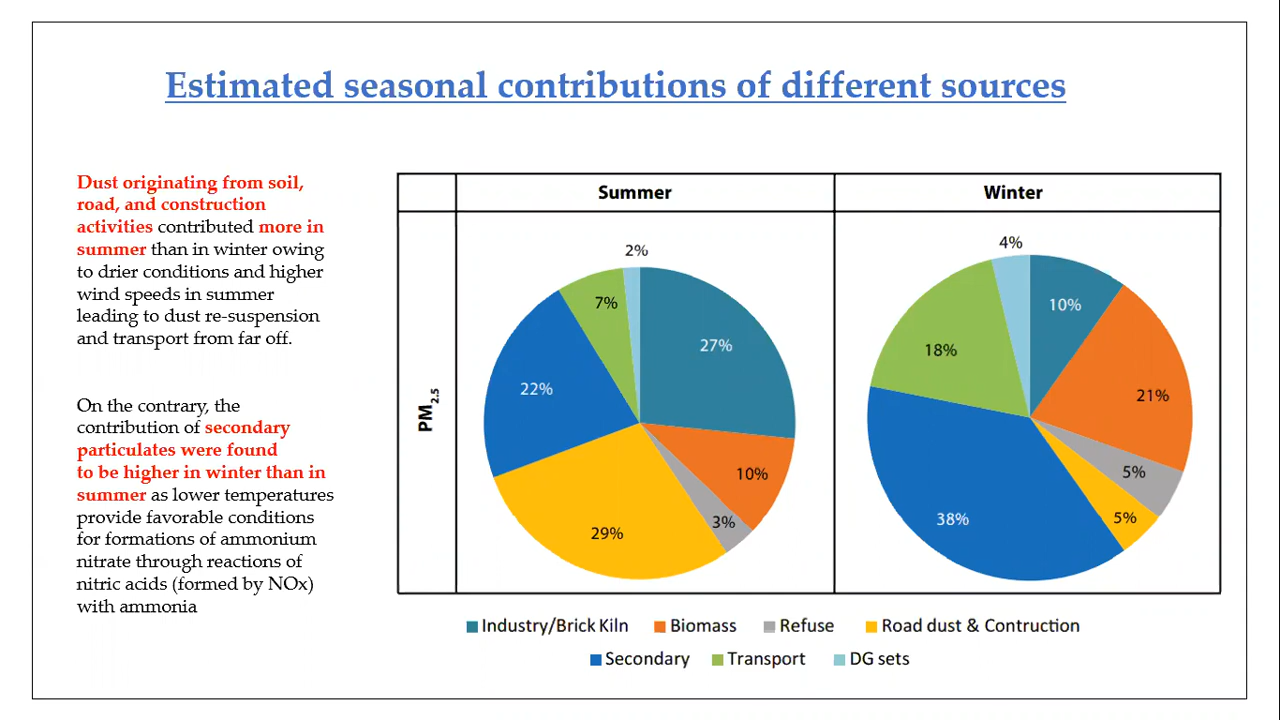 Estimated seasonal contributions of different sources
Dust originating from soil,
road, and construction
activities contributed more in
summer than in winter owing
to drier conditions and higher
wind speeds in summer
leading to dust re-suspension
and transport from far off.
On the contrary, the
contribution of secondary
particulates were found
to be higher in winter than in
summer as lower temperatures
provide favorable conditions
for formations of ammonium
nitrate through reactions of
nitric acids (formed by NOx)
with ammonia
Summer
Winter
PM2.5
2%
7%
27%
22%
10%
3%
29%
4%
10%
18%
21%
5%
5%
38%
Industry/Brick Kiln
Biomass
Refuse
Road dust & Contruction
Secondary
Transport
DG sets